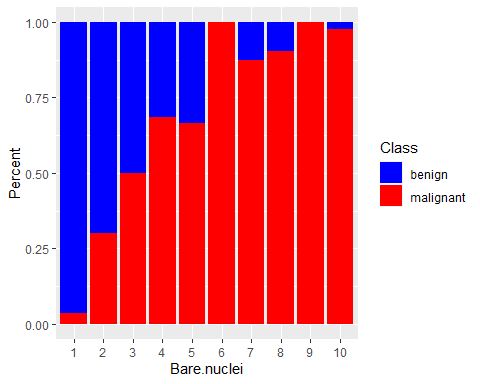 1.00
0.75
0.50
0.25
0.00
Percent
1 2 3 4 5 6 7 8 9 10
Bare.nuclei
Class
benign
malignant